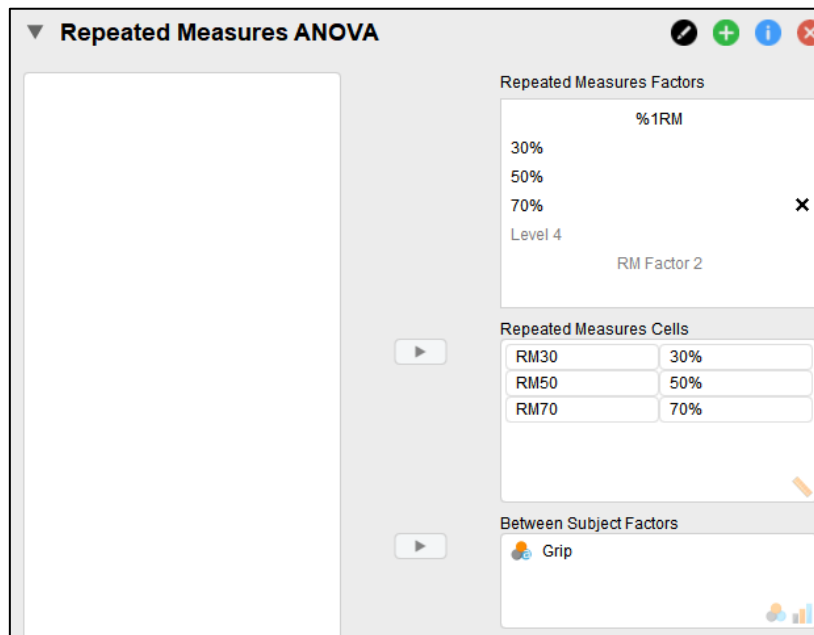 Repeated Measures ANOVA
Repeated Measures Factors
%1RM
30%
50%
70%
Level 4
RM Factor 2
Repeated Measures Cells
RM30 30%
RM50 50%
RM70 70%
Between Subject Factors
Grip